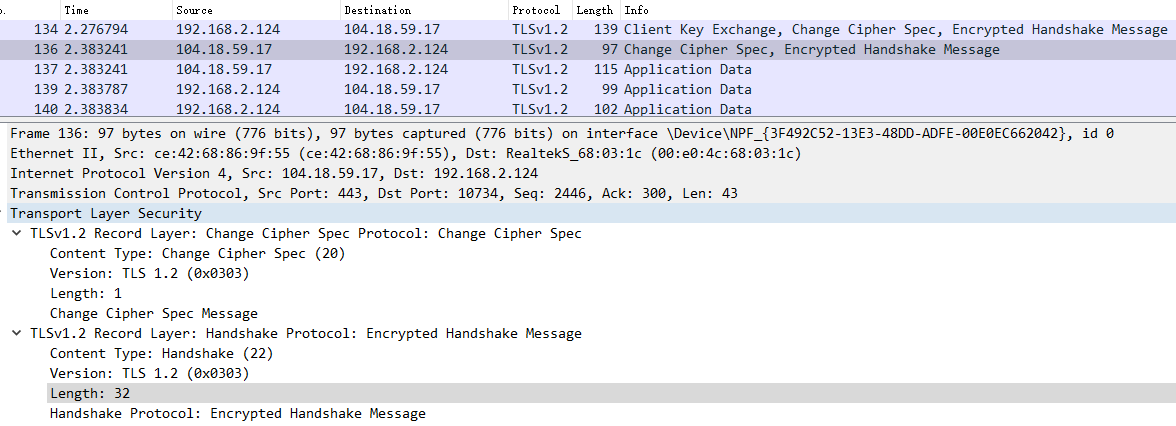 o. Time Source Destination Protocol Length Info
134 2.276794 192.168.2.124 104.18.59.17 TLSv1.2 139 Client Key Exchange, Change Cipher Spec, Encrypted Handshake Message
136 2.383241 104.18.59.17 192.168.2.124 TLSv1.2 97 Change Cipher Spec, Encrypted Handshake Message
137 2.383241 104.18.59.17 192.168.2.124 TLSv1.2 115 Application Data
139 2.383787 192.168.2.124 104.18.59.17 TLSv1.2 99 Application Data
140 2.383834 192.168.2.124 104.18.59.17 TLSv1.2 102 Application Data
Frame 136: 97 bytes on wire (776 bits), 97 bytes captured (776 bits) on interface \Device\NPF_{3F492C52-13E3-48DD-ADFE-00E0EC662042}, id 0
Ethernet II, Src: ce:42:68:86:9f:55 (ce:42:68:86:9f:55), Dst: RealtekS_68:03:1c (00:e0:4c:68:03:1c)
Internet Protocol Version 4, Src: 104.18.59.17, Dst: 192.168.2.124
Transmission Control Protocol, Src Port: 443, Dst Port: 10734, Seq: 2446, Ack: 300, Len: 43
Transport Layer Security
TLSv1.2 Record Layer: Change Cipher Spec Protocol: Change Cipher Spec
Content Type: Change Cipher Spec (20)
Version: TLS 1.2 (0x0303)
Length: 1
Change Cipher Spec Message
TLSv1.2 Record Layer: Handshake Protocol: Encrypted Handshake Message
Content Type: Handshake (22)
Version: TLS 1.2 (0x0303)
Length: 32
Handshake Protocol: Encrypted Handshake Message